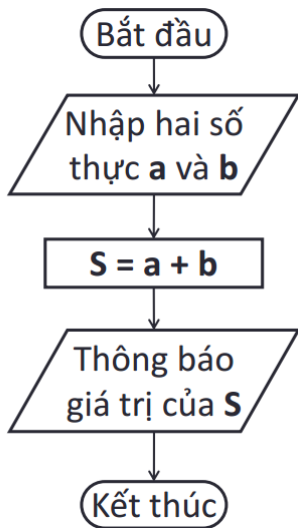 Bắt đầu
Nhập hai số
thực a và b
S = a + b
Thông báo
giá trị của S
Kết thúc